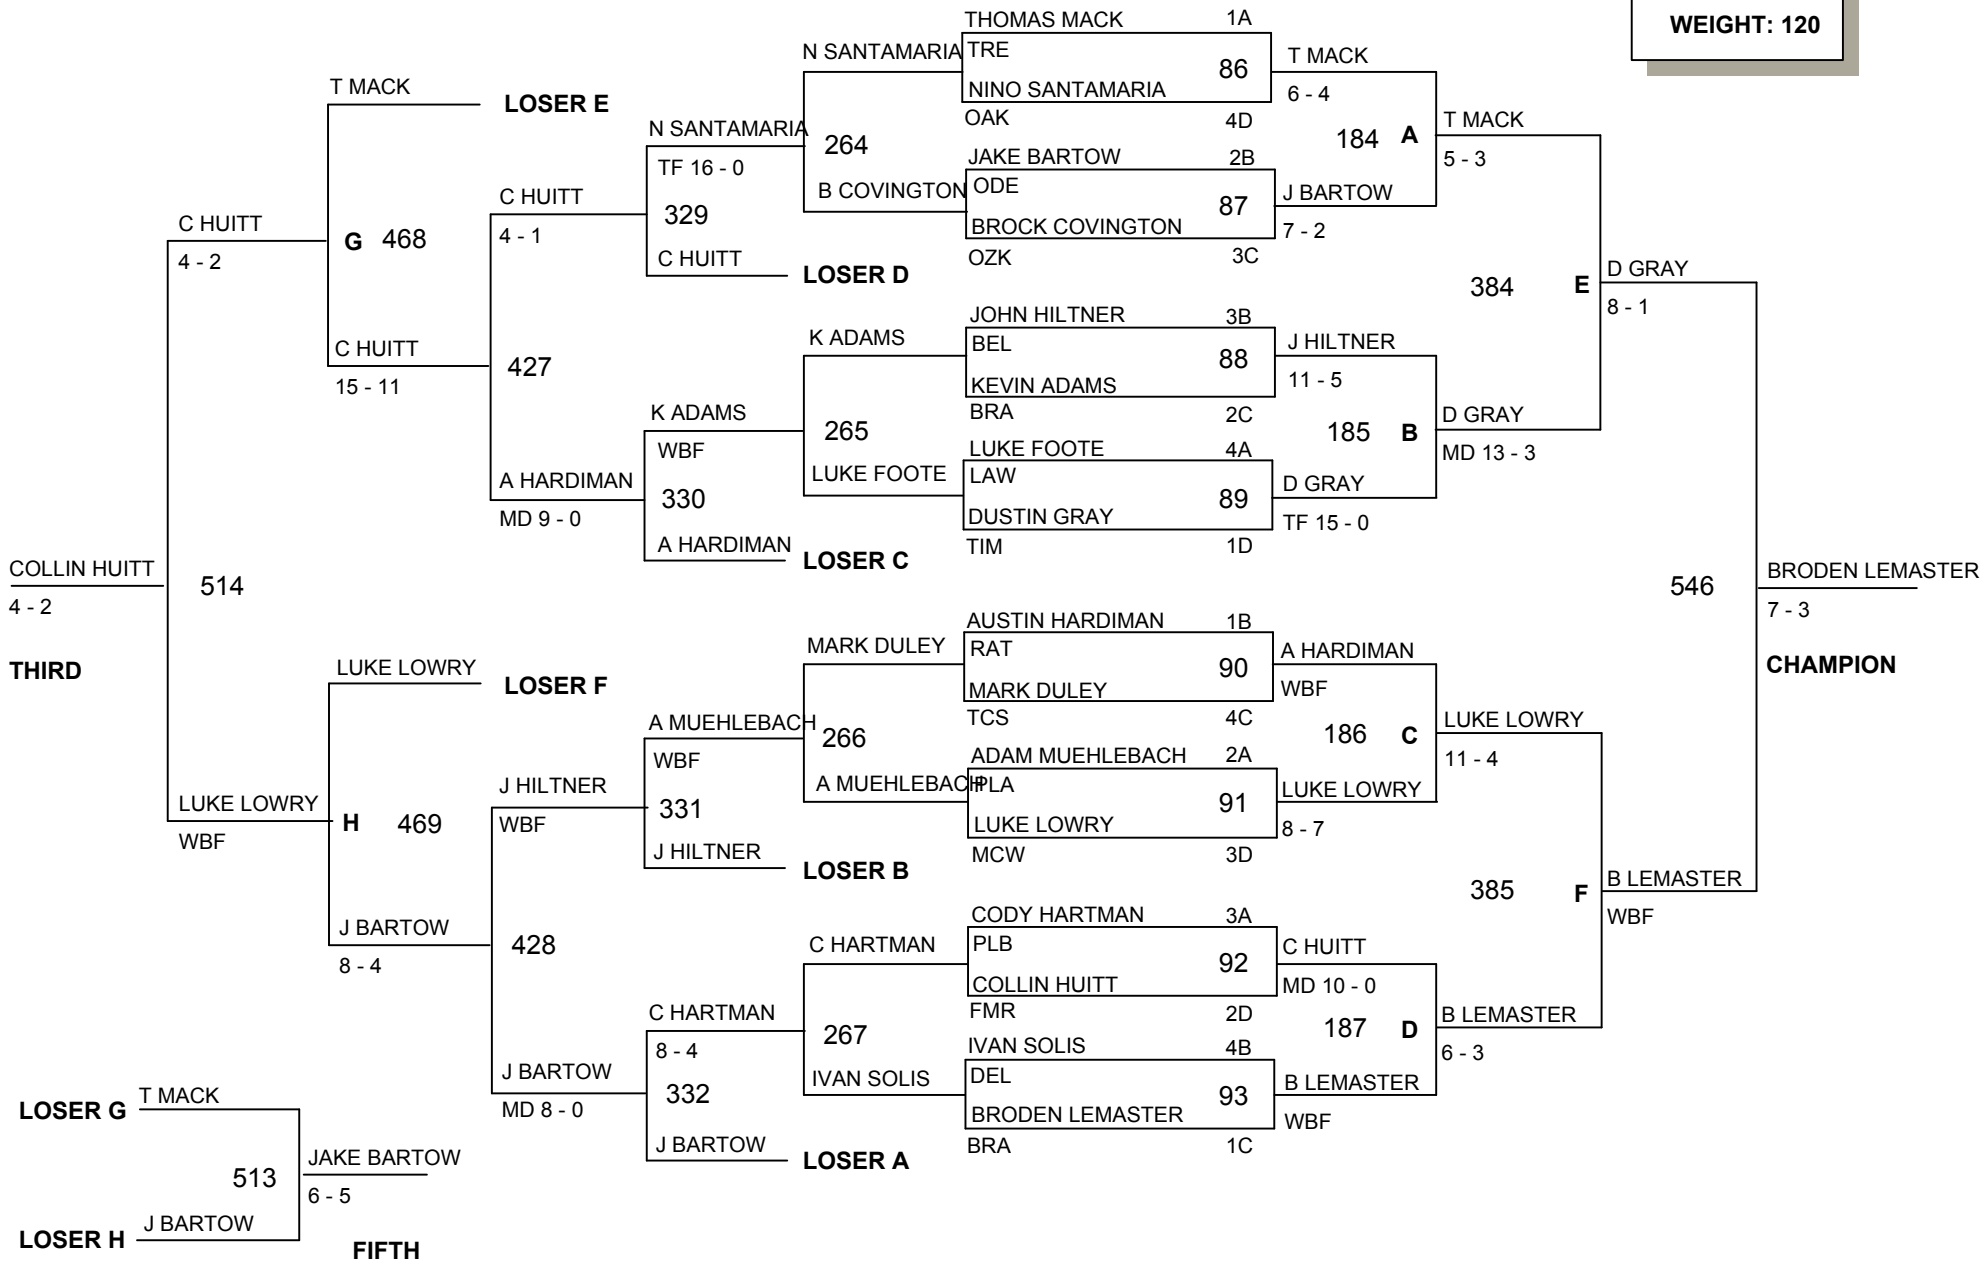 WEIGHT: 120
THOMAS MACK 1A
TRE
86
NINO SANTAMARIA
OAK 4D
JAKE BARTOW 2B
ODE
87
BROCK COVINGTON
OZK 3C
JOHN HILTNER 3B
BEL
88
KEVIN ADAMS
BRA 2C
LUKE FOOTE 4A
LAW
89
DUSTIN GRAY
TIM 1D
AUSTIN HARDIMAN 1B
RAT
90
MARK DULEY
TCS 4C
ADAM MUEHLEBACH 2A
PLA
91
LUKE LOWRY
MCW 3D
CODY HARTMAN 3A
PLB
92
COLLIN HUITT
FMR 2D
IVAN SOLIS 4B
DEL
93
BRODEN LEMASTER
BRA 1C
T MACK
6 - 4
184 A
J BARTOW
7 - 2
J HILTNER
11 - 5
185 B
D GRAY
TF 15 - 0
A HARDIMAN
WBF
186 C
LUKE LOWRY
8 - 7
C HUITT
MD 10 - 0
187 D
B LEMASTER
WBF
T MACK
5 - 3
384 E
D GRAY
MD 13 - 3
LUKE LOWRY
11 - 4
385 F
B LEMASTER
6 - 3
D GRAY
8 - 1
546
B LEMASTER
WBF
BRODEN LEMASTER
7 - 3
CHAMPION
N SANTAMARIA
264
B COVINGTON
K ADAMS
265
LUKE FOOTE
MARK DULEY
266
A MUEHLEBACH
C HARTMAN
267
IVAN SOLIS
N SANTAMARIA
TF 16 - 0
329
C HUITT
LOSER D
K ADAMS
WBF
330
A HARDIMAN
LOSER C
A MUEHLEBACH
WBF
331
J HILTNER
LOSER B
C HARTMAN
8 - 4
332
J BARTOW
LOSER A
C HUITT
4 - 1
427
A HARDIMAN
MD 9 - 0
J HILTNER
WBF
428
J BARTOW
MD 8 - 0
T MACK
LOSER E
G 468
C HUITT
15 - 11
LUKE LOWRY
LOSER F
H 469
J BARTOW
8 - 4
C HUITT
4 - 2
514
LUKE LOWRY
WBF
COLLIN HUITT
4 - 2
THIRD
LOSER G T MACK
513
JAKE BARTOW
6 - 5
LOSER H J BARTOW
FIFTH